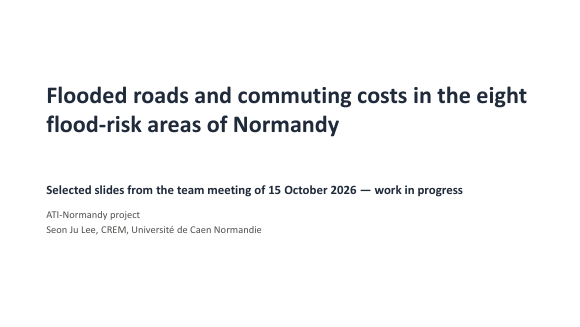 Flooded roads and commuting costs in the eight
flood-risk areas of Normandy
Selected slides from the team meeting of 15 October 2026 — work in progress
ATI-Normandy project
Seon Ju Lee, CREM, Université de Caen Normandie